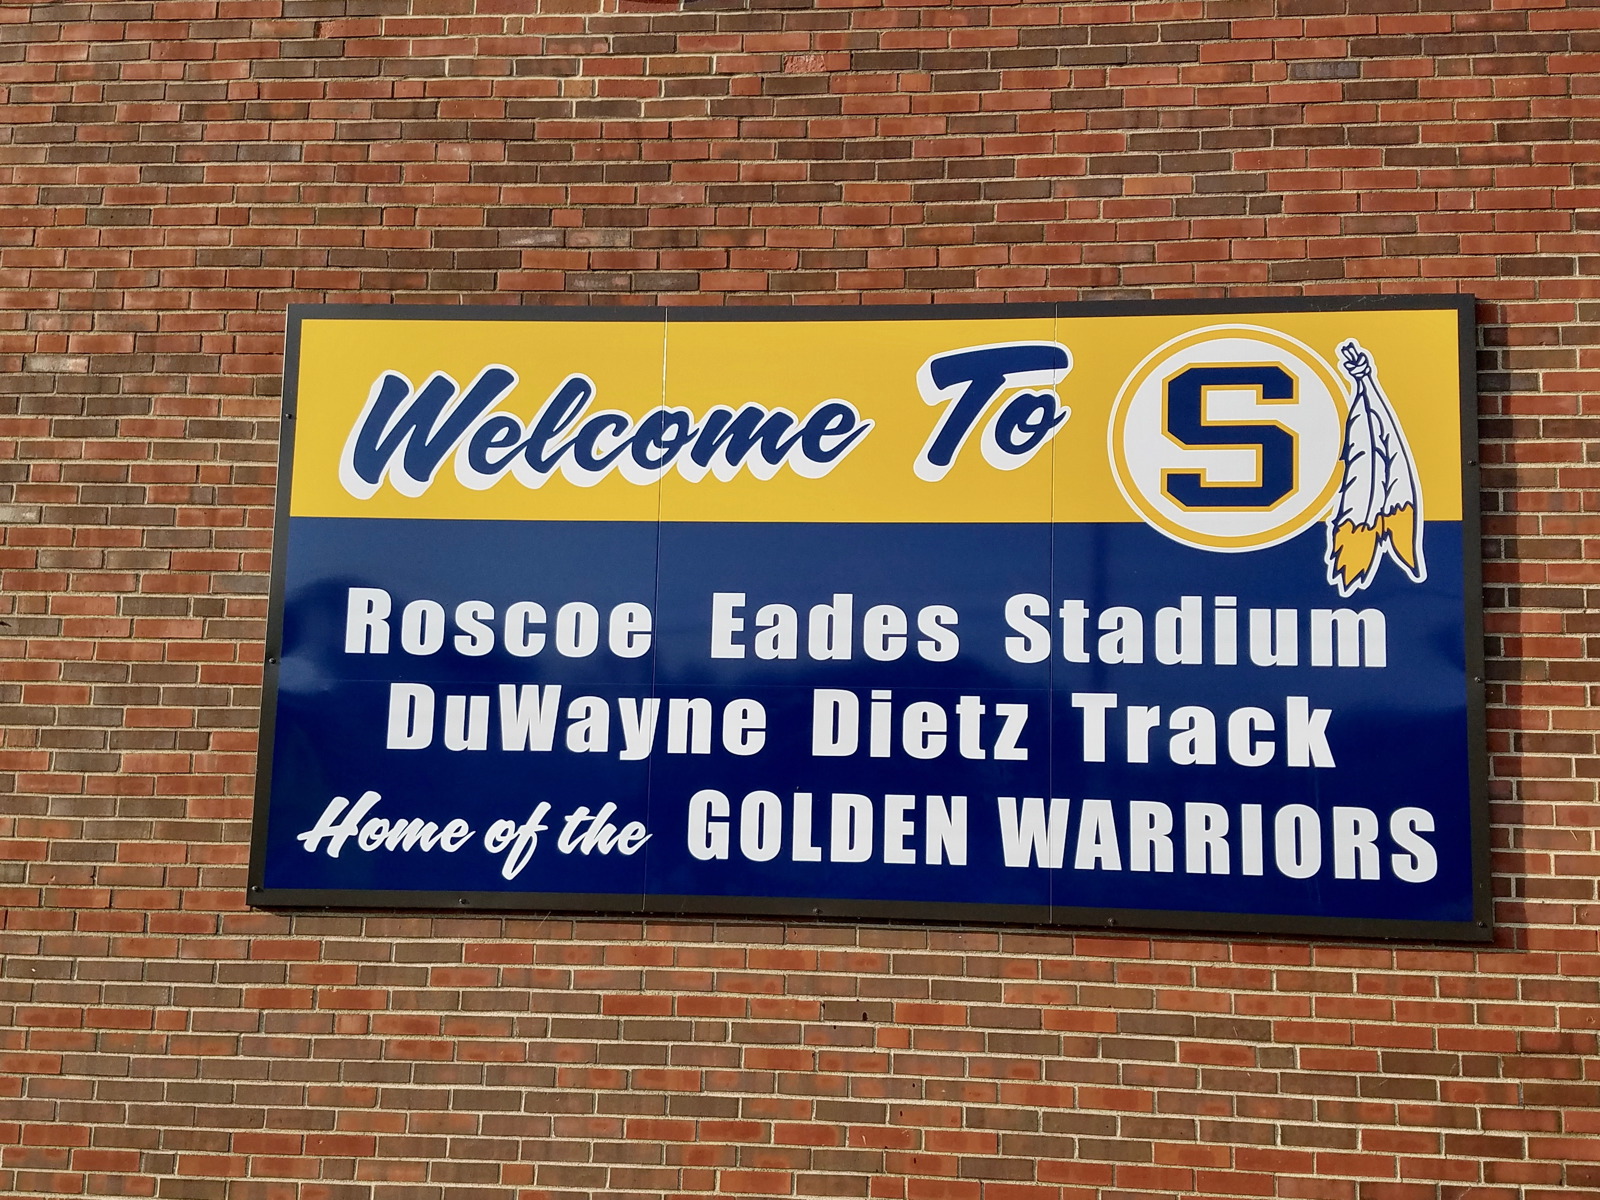 Welcome To S
Roscoe Eades Stadium
DuWayne Dietz Track
Home of the GOLDEN WARRIORS